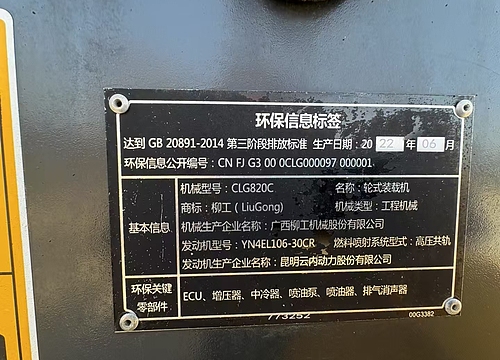 环保信息标签
达到 GB 20891-2014 第三阶段排放标准 生产日期: 20 22 年 06 月
环保信息公开编号: CN FJ G3 00 0CLG000097 000001
机械型号: CLG820C 名称: 轮式装载机
商标: 柳工 ( LiuGong) 机械类型: 工程机械
基本信息 机械生产企业名称: 广西柳工机械股份有限公司
发动机型号: YN4EL106-30CR 燃料喷射系统型式: 高压共轨
发动机生产企业名称: 昆明云内动力股份有限公司
环保关键零部件 ECU、增压器、中冷器、喷油泵、喷油器、排气消声器
773252
00G3382